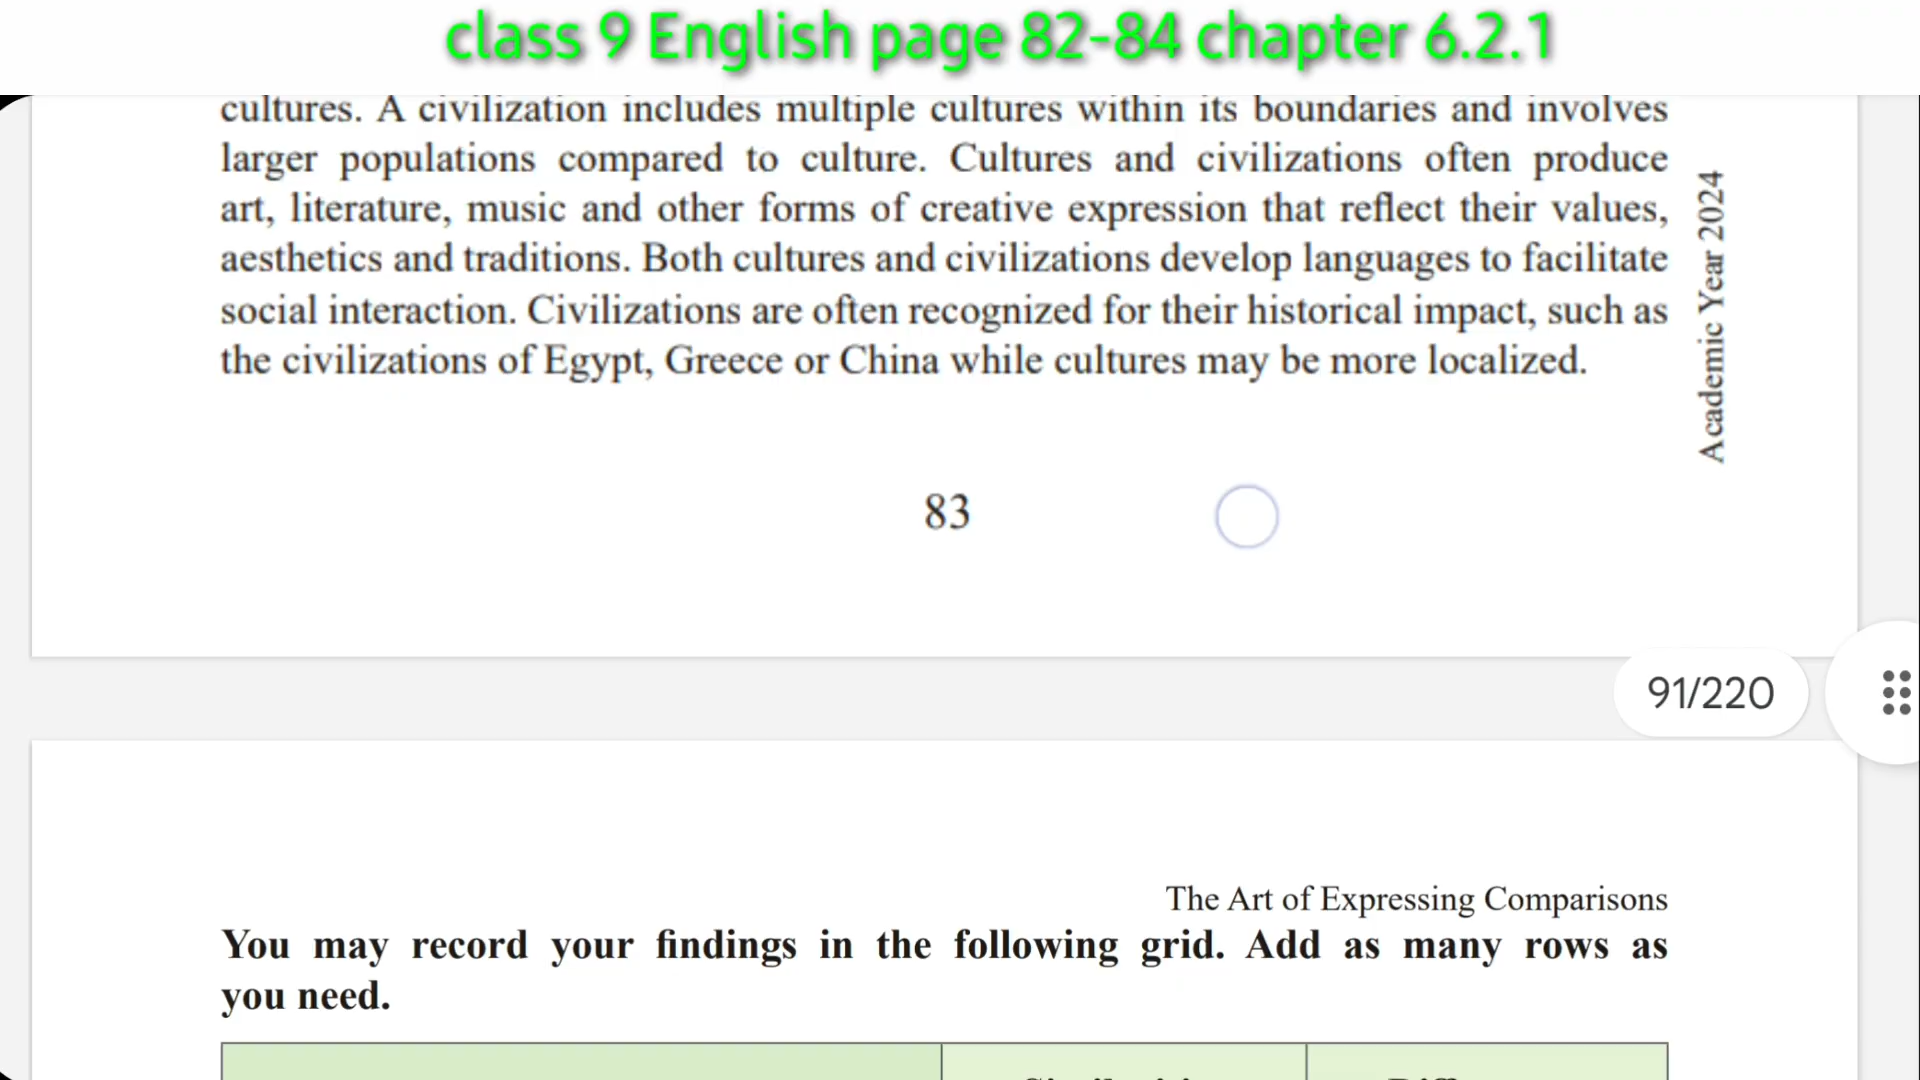 class 9 English page 82-84 chapter 6.2.1
cultures. A civilization includes multiple cultures within its boundaries and involves
larger populations compared to culture. Cultures and civilizations often produce
art, literature, music and other forms of creative expression that reflect their values,
aesthetics and traditions. Both cultures and civilizations develop languages to facilitate
social interaction. Civilizations are often recognized for their historical impact, such as
the civilizations of Egypt, Greece or China while cultures may be more localized.
Academic Year 2024
83
91/220
The Art of Expressing Comparisons
You may record your findings in the following grid. Add as many rows as
you need.